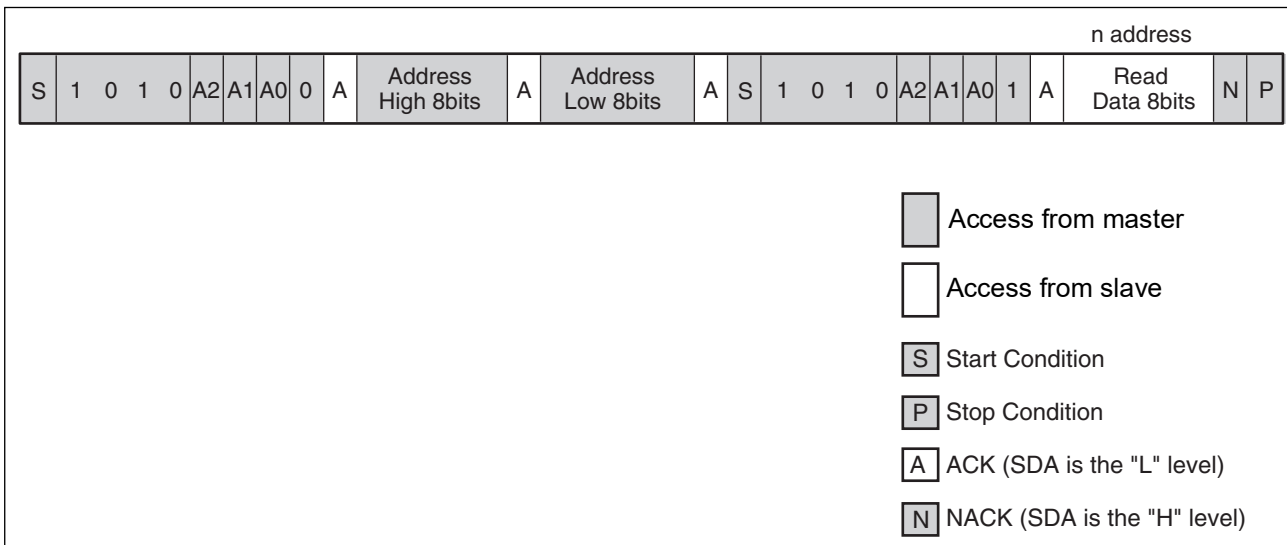 n address
S 1 0 1 0 A2 A1 A0 0 A Address High 8bits A Address Low 8bits A S 1 0 1 0 A2 A1 A0 1 A Read Data 8bits N P
Access from master
Access from slave
S Start Condition
P Stop Condition
A ACK (SDA is the "L" level)
N NACK (SDA is the "H" level)